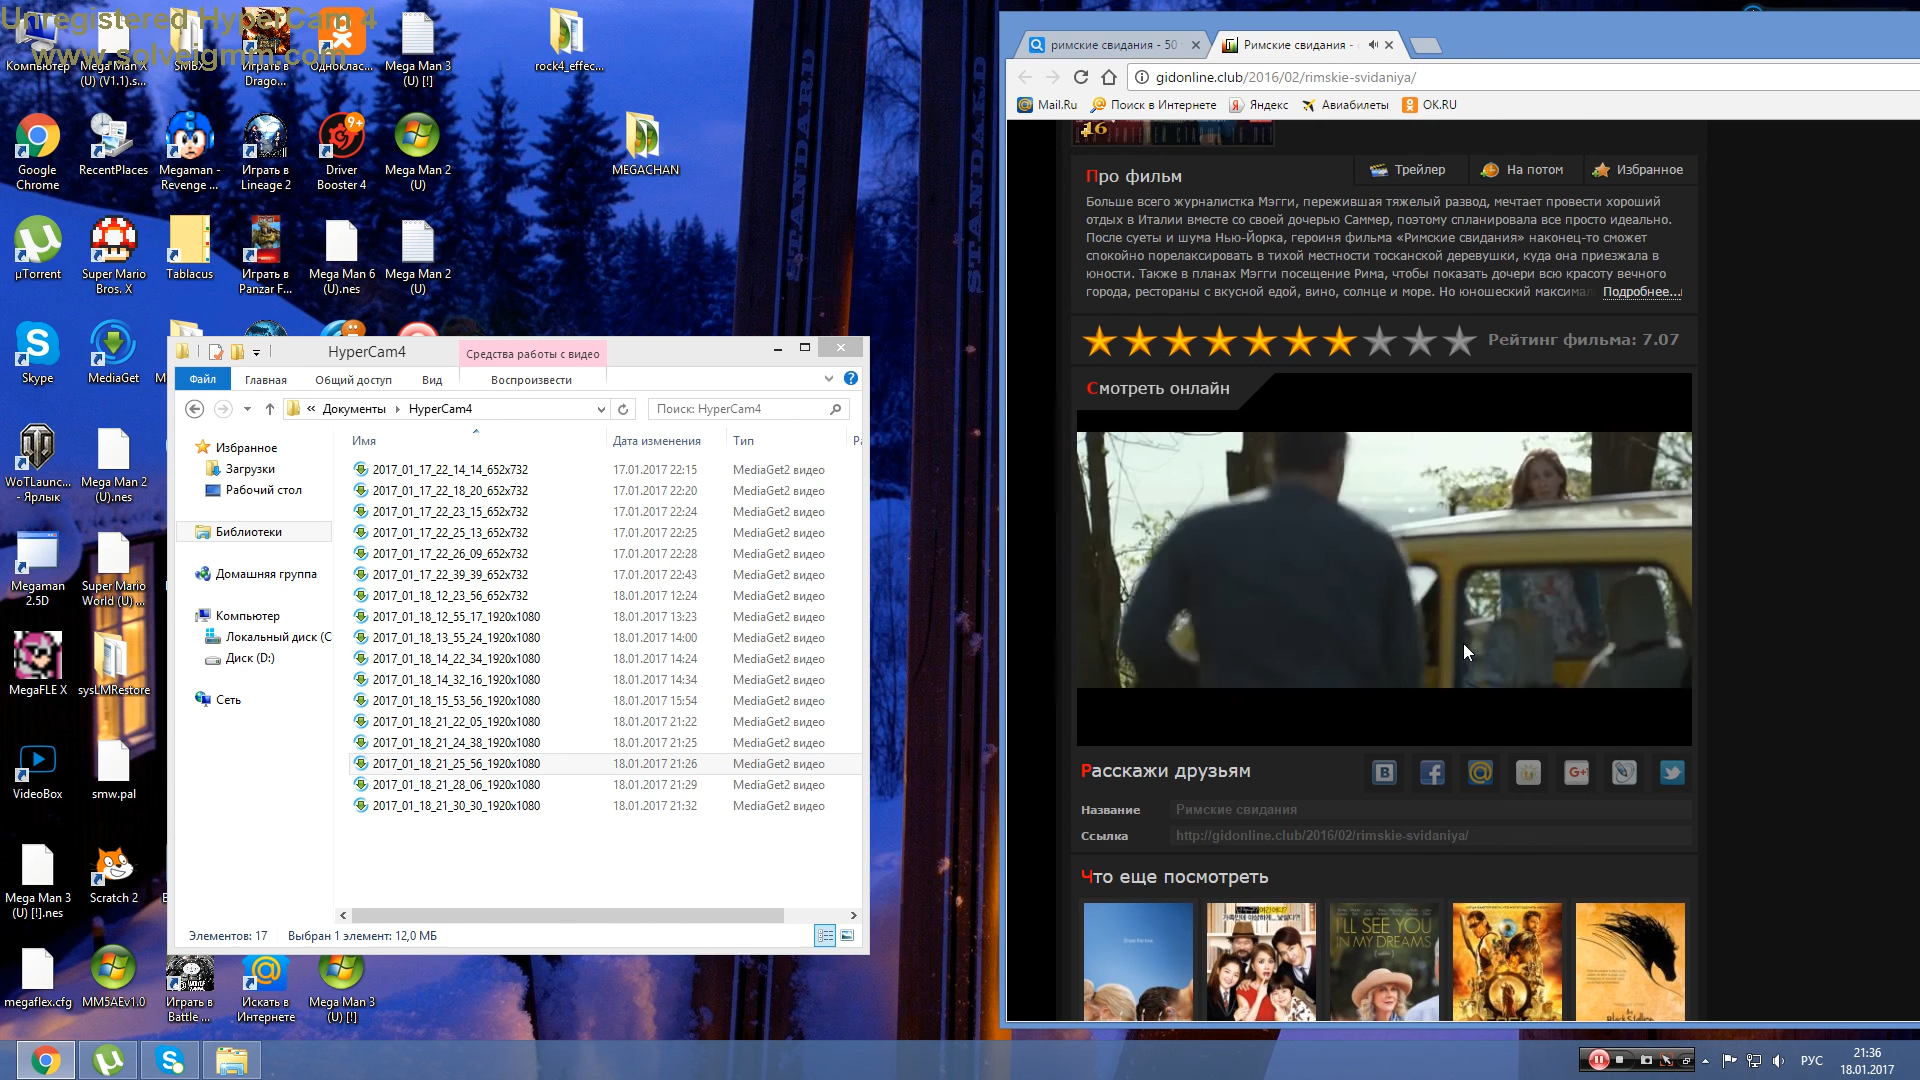 Unregistered HyperCam 4
www.solveigmm.com
Компьютер
Mega Man X (U) (V1.1).s...
SMBX
Играть в Drago...
Одноклас...
Mega Man 3 (U) [!]
rock4_effec...
Google Chrome
RecentPlaces
Megaman - Revenge ...
Играть в Lineage 2
9+
Driver Booster 4
Mega Man 2 (U)
MEGACHAN
µTorrent
Super Mario Bros. X
Tablacus
Играть в Panzar F...
Mega Man 6 (U).nes
Mega Man 2 (U)
Skype
MediaGet
WoTLaunc... - Ярлык
Mega Man 2 (U).nes
Megaman 2.5D
Super Mario World (U) ...
MegaFLE X
sysLMRestore
VideoBox
smw.pal
Mega Man 3 (U) [!].nes
Scratch 2
megaflex.cfg
MM5AEv1.0
Играть в Battle ...
Искать в Интернете
Mega Man 3 (U) [!]
SHANDARD
STANDARD
HyperCam4
Средства работы с видео
Файл
Главная
Общий доступ
Вид
Воспроизвести
« Документы
HyperCam4
Поиск: HyperCam4
Избранное
Загрузки
Рабочий стол
Библиотеки
Домашняя группа
Компьютер
Локальный диск (C
Диск (D:)
Сеть
Имя Дата изменения Тип Ра
2017_01_17_22_14_14_652x732 17.01.2017 22:15 MediaGet2 видео
2017_01_17_22_18_20_652x732 17.01.2017 22:20 MediaGet2 видео
2017_01_17_22_23_15_652x732 17.01.2017 22:24 MediaGet2 видео
2017_01_17_22_25_13_652x732 17.01.2017 22:25 MediaGet2 видео
2017_01_17_22_26_09_652x732 17.01.2017 22:28 MediaGet2 видео
2017_01_17_22_39_39_652x732 17.01.2017 22:43 MediaGet2 видео
2017_01_18_12_23_56_652x732 18.01.2017 12:24 MediaGet2 видео
2017_01_18_12_55_17_1920x1080 18.01.2017 13:23 MediaGet2 видео
2017_01_18_13_55_24_1920x1080 18.01.2017 14:00 MediaGet2 видео
2017_01_18_14_22_34_1920x1080 18.01.2017 14:24 MediaGet2 видео
2017_01_18_14_32_16_1920x1080 18.01.2017 14:34 MediaGet2 видео
2017_01_18_15_53_56_1920x1080 18.01.2017 15:54 MediaGet2 видео
2017_01_18_21_22_05_1920x1080 18.01.2017 21:22 MediaGet2 видео
2017_01_18_21_24_38_1920x1080 18.01.2017 21:25 MediaGet2 видео
2017_01_18_21_25_56_1920x1080 18.01.2017 21:26 MediaGet2 видео
2017_01_18_21_28_06_1920x1080 18.01.2017 21:29 MediaGet2 видео
2017_01_18_21_30_30_1920x1080 18.01.2017 21:32 MediaGet2 видео
Элементов: 17 Выбран 1 элемент: 12,0 МБ
римские свидания - 50
Римские свидания -
gidonline.club/2016/02/rimskie-svidaniya/
Mail.Ru
Поиск в Интернете
Яндекс
Авиабилеты
OK.RU
16
Про фильм
Трейлер
На потом
Избранное
Больше всего журналистка Мэгги, пережившая тяжелый развод, мечтает провести хороший
отдых в Италии вместе со своей дочерью Саммер, поэтому спланировала все просто идеально.
После суеты и шума Нью-Йорка, героиня фильма «Римские свидания» наконец-то сможет
спокойно порелаксировать в тихой местности тосканской деревушки, куда она приезжала в
юности. Также в планах Мэгги посещение Рима, чтобы показать дочери всю красоту вечного
города, рестораны с вкусной едой, вино, солнце и море. Но юношеский максимал Подробнее...
Рейтинг фильма: 7.07
Смотреть онлайн
Расскажи друзьям
Название Римские свидания
Ссылка http://gidonline.club/2016/02/rimskie-svidaniya/
Что еще посмотреть
I'LL SEE YOU
IN MY DREAMS
РУС
21:36
18.01.2017